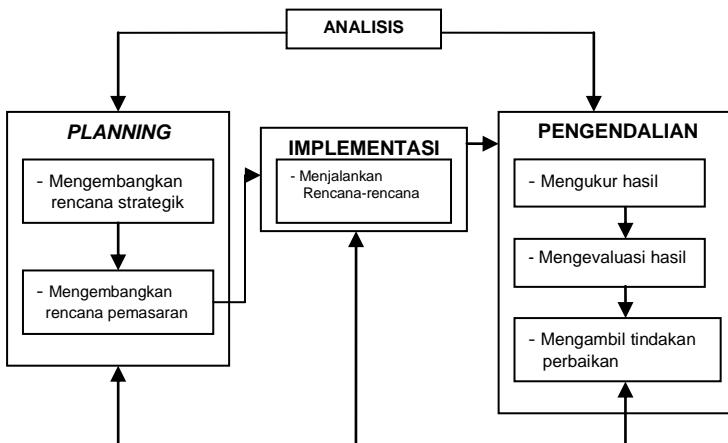 ANALISIS
PLANNING
- Mengembangkan
rencana strategik
- Mengembangkan
rencana pemasaran
IMPLEMENTASI
- Menjalankan
Rencana-rencana
PENGENDALIAN
- Mengukur hasil
- Mengevaluasi hasil
- Mengambil tindakan
perbaikan